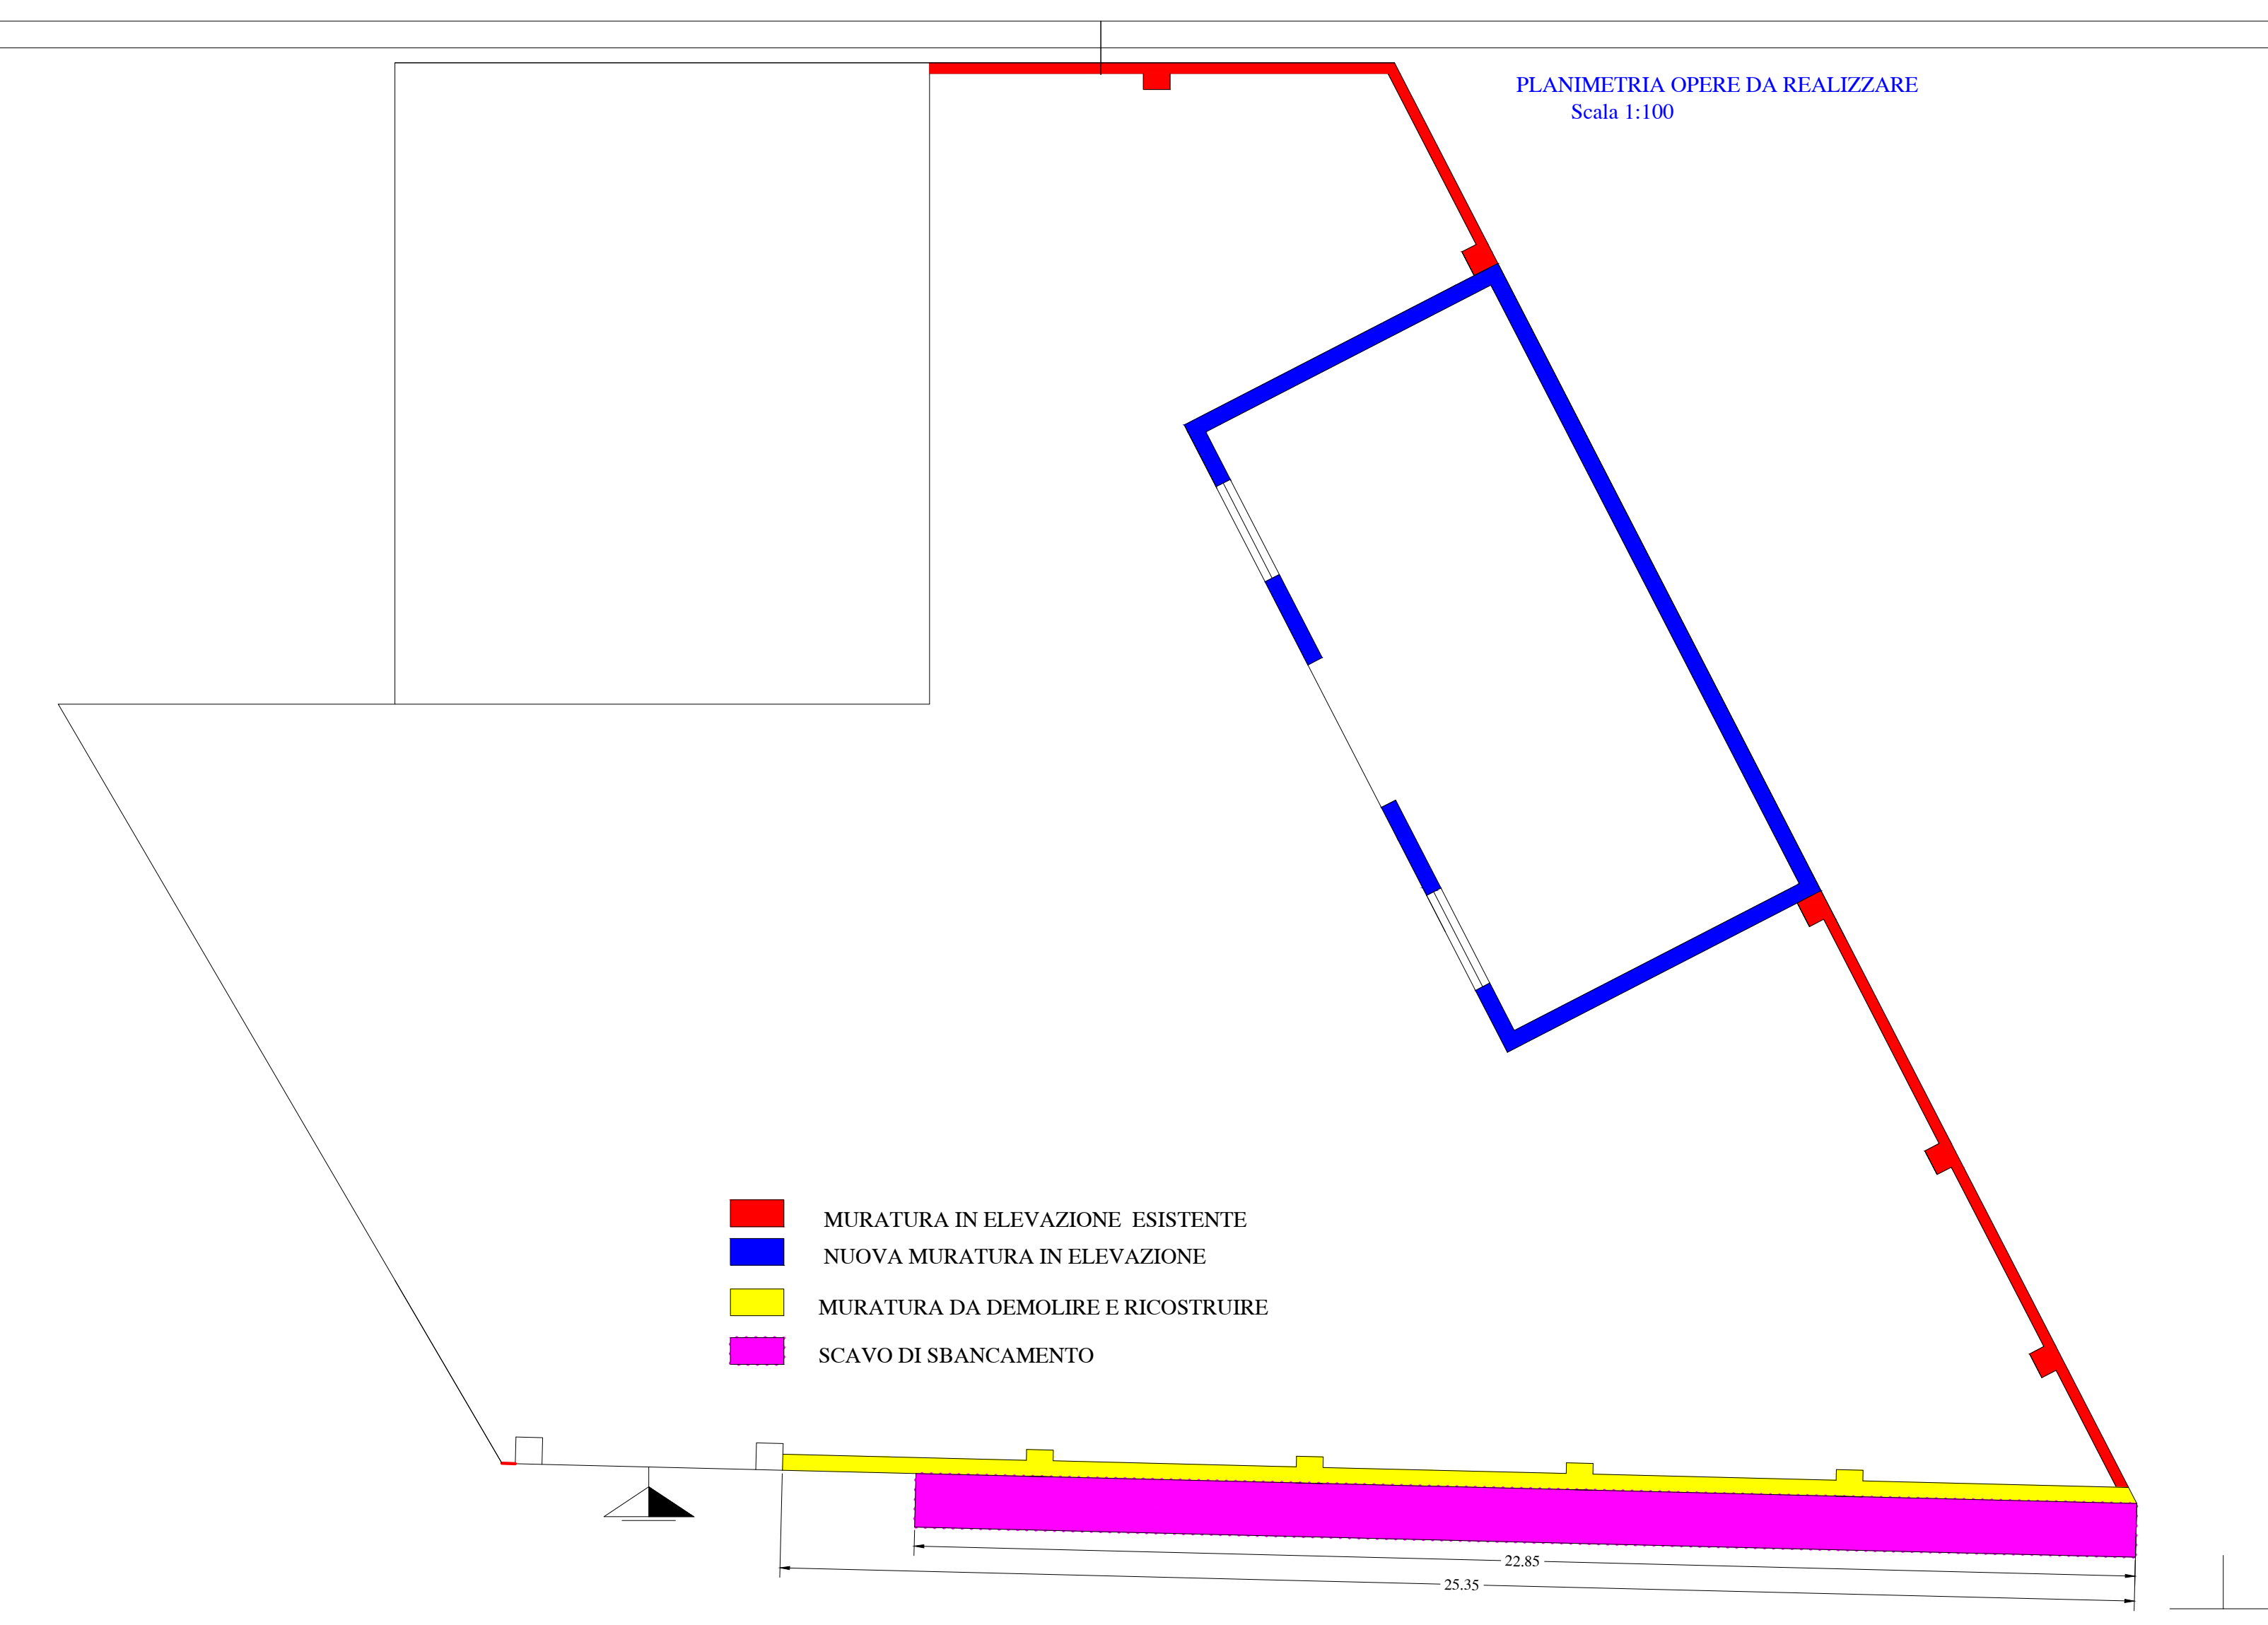 PLANIMETRIA OPERE DA REALIZZARE
Scala 1:100
MURATURA IN ELEVAZIONE ESISTENTE
NUOVA MURATURA IN ELEVAZIONE
MURATURA DA DEMOLIRE E RICOSTRUIRE
SCAVO DI SBANCAMENTO
22.85
25.35